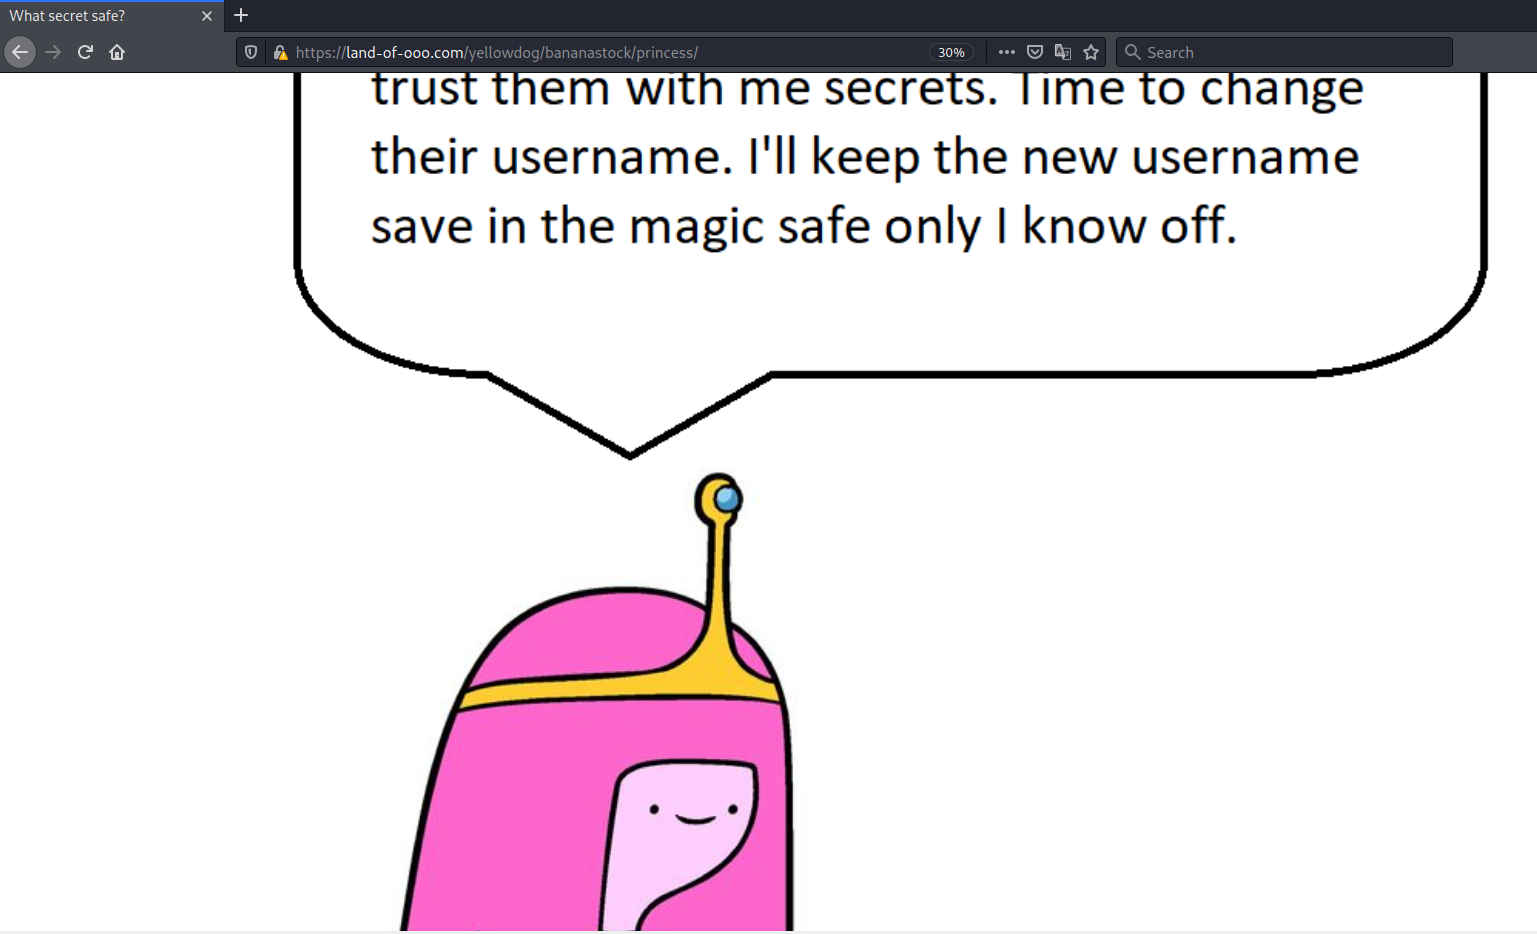 What secret safe?
https://land-of-ooo.com/yellowdog/bananastock/princess/
30%
Search
trust them with me secrets. Time to change
their username. I'll keep the new username
save in the magic safe only I know off.